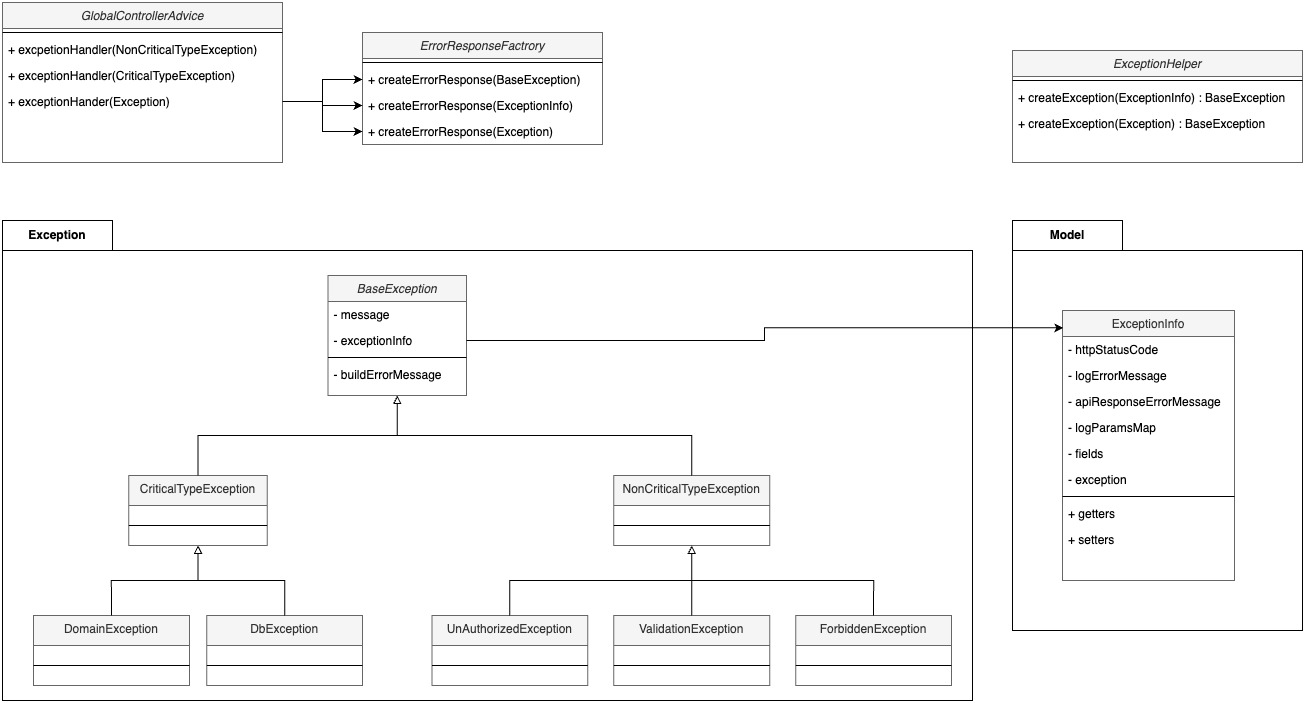 GlobalControllerAdvice
+ excpetionHandler(NonCriticalTypeException)
+ exceptionHandler(CriticalTypeException)
+ exceptionHander(Exception)
ErrorResponseFactrory
+ createErrorResponse(BaseException)
+ createErrorResponse(ExceptionInfo)
+ createErrorResponse(Exception)
ExceptionHelper
+ createException(ExceptionInfo) : BaseException
+ createException(Exception) : BaseException
Exception
BaseException
- message
- exceptionInfo
- buildErrorMessage
CriticalTypeException
NonCriticalTypeException
DomainException
DbException
UnAuthorizedException
ValidationException
ForbiddenException
Model
ExceptionInfo
- httpStatusCode
- logErrorMessage
- apiResponseErrorMessage
- logParamsMap
- fields
- exception
+ getters
+ setters